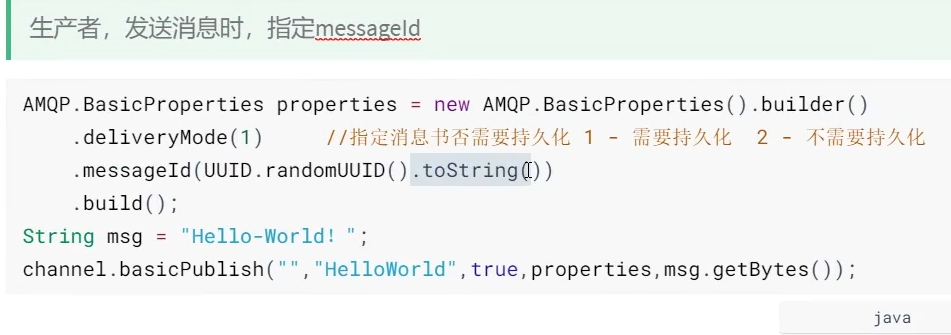 生产者，发送消息时，指定messageId
AMQP.BasicProperties properties = new AMQP.BasicProperties().builder()
.deliveryMode(1) //指定消息书否需要持久化 1 - 需要持久化 2 - 不需要持久化
.messageId(UUID.randomUUID().toString())
.build();
String msg = "Hello-World！";
channel.basicPublish("","HelloWorld",true,properties,msg.getBytes());
java